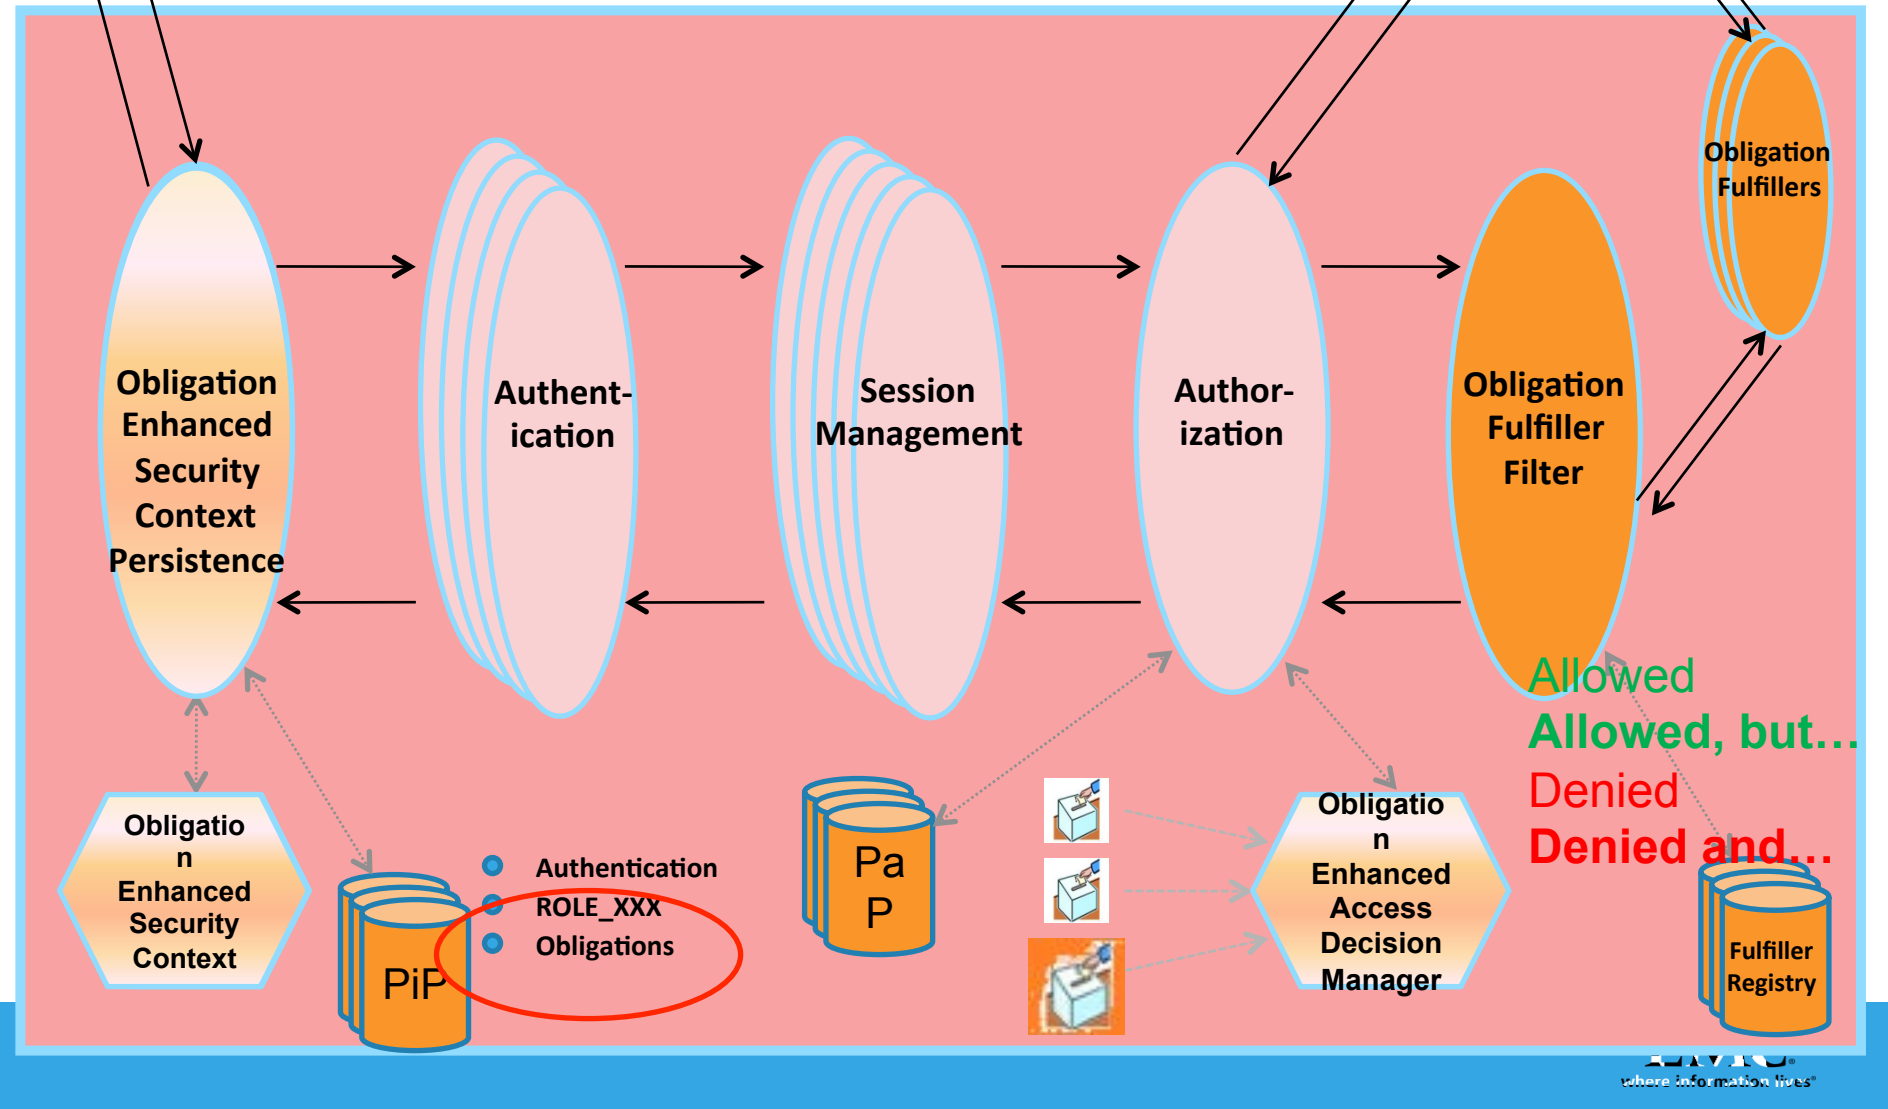 Obligation
Fulfillers
Obligation
Enhanced
Security
Context
Persistence
Authent-
ication
Session
Management
Author-
ization
Obligation
Fulfiller
Filter
Allowed
Allowed, but…
Denied
Denied and…
Obligatio
n
Enhanced
Security
Context
PiP
Authentication
ROLE_XXX
Obligations
Pa
P
Obligatio
n
Enhanced
Access
Decision
Manager
Fulfiller
Registry
EMC®
where information lives®